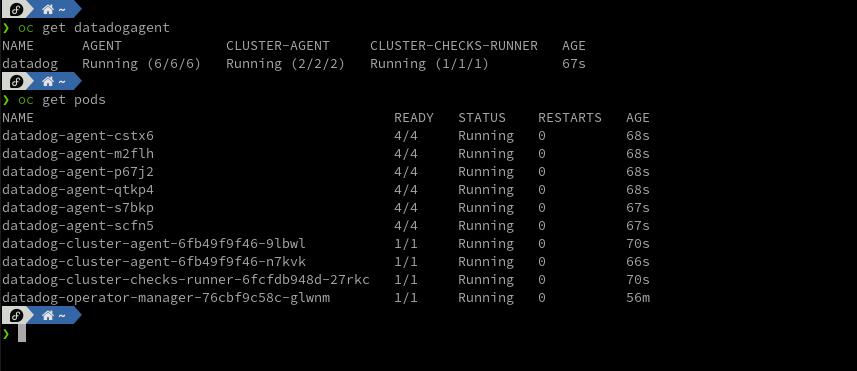 ~
❯ oc get datadogagent
NAME      AGENT             CLUSTER-AGENT     CLUSTER-CHECKS-RUNNER   AGE
datadog   Running (6/6/6)   Running (2/2/2)   Running (1/1/1)         67s
~
❯ oc get pods
NAME                                             READY   STATUS    RESTARTS   AGE
datadog-agent-cstx6                              4/4     Running   0          68s
datadog-agent-m2flh                              4/4     Running   0          68s
datadog-agent-p67j2                              4/4     Running   0          68s
datadog-agent-qtkp4                              4/4     Running   0          68s
datadog-agent-s7bkp                              4/4     Running   0          67s
datadog-agent-scfn5                              4/4     Running   0          67s
datadog-cluster-agent-6fb49f9f46-9lbwl           1/1     Running   0          70s
datadog-cluster-agent-6fb49f9f46-n7kvk           1/1     Running   0          66s
datadog-cluster-checks-runner-6fcfdb948d-27rkc   1/1     Running   0          70s
datadog-operator-manager-76cbf9c58c-glwnm        1/1     Running   0          56m
~
❯